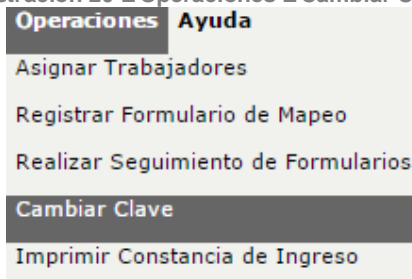 Operaciones Ayuda
Asignar Trabajadores
Registrar Formulario de Mapeo
Realizar Seguimiento de Formularios
Cambiar Clave
Imprimir Constancia de Ingreso